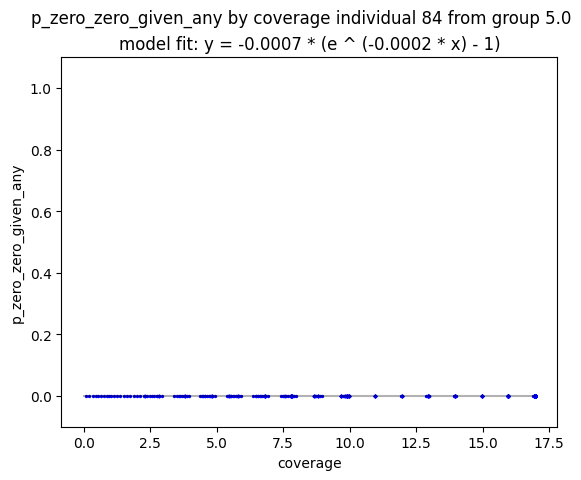 p_zero_zero_given_any by coverage individual 84 from group 5.0
model fit: y = -0.0007 * (e ^ (-0.0002 * x) - 1)
1.0
0.8
0.6
0.4
0.2
0.0
p_zero_zero_given_any
0.0 2.5 5.0 7.5 10.0 12.5 15.0 17.5
coverage